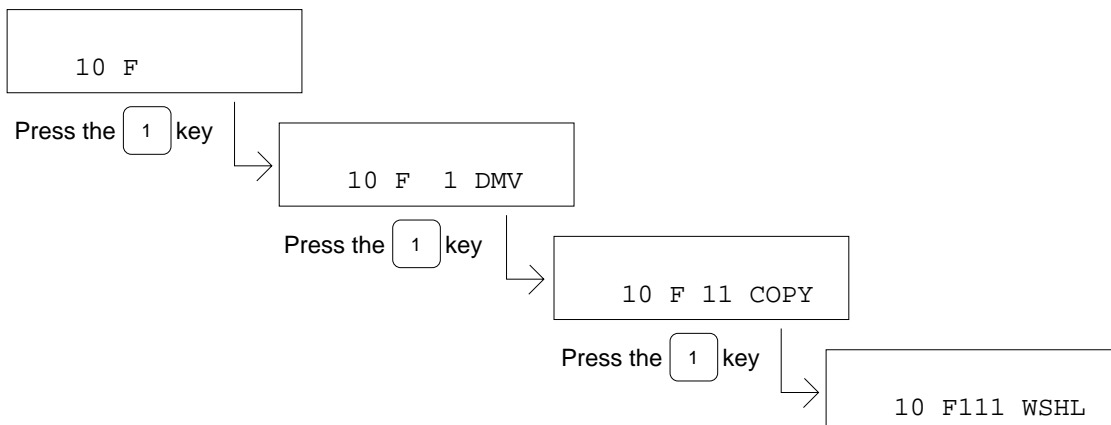 10 F
Press the 1 key
10 F  1 DMV
Press the 1 key
10 F 11 COPY
Press the 1 key
10 F111 WSHL